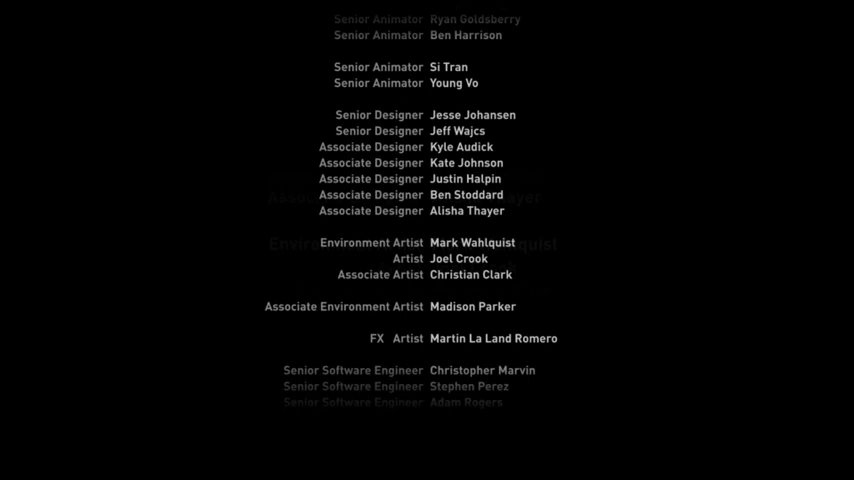 Senior Animator Ryan Goldsberry
Senior Animator Ben Harrison
Senior Animator Si Tran
Senior Animator Young Vo
Senior Designer Jesse Johansen
Senior Designer Jeff Wajcs
Associate Designer Kyle Audick
Associate Designer Kate Johnson
Associate Designer Justin Halpin
Associate Designer Ben Stoddard
Associate Designer Alisha Thayer
Environment Artist Mark Wahlquist
Artist Joel Crook
Associate Artist Christian Clark
Associate Environment Artist Madison Parker
FX Artist Martin La Land Romero
Senior Software Engineer Christopher Marvin
Senior Software Engineer Stephen Perez
Senior Software Engineer Adam Rogers